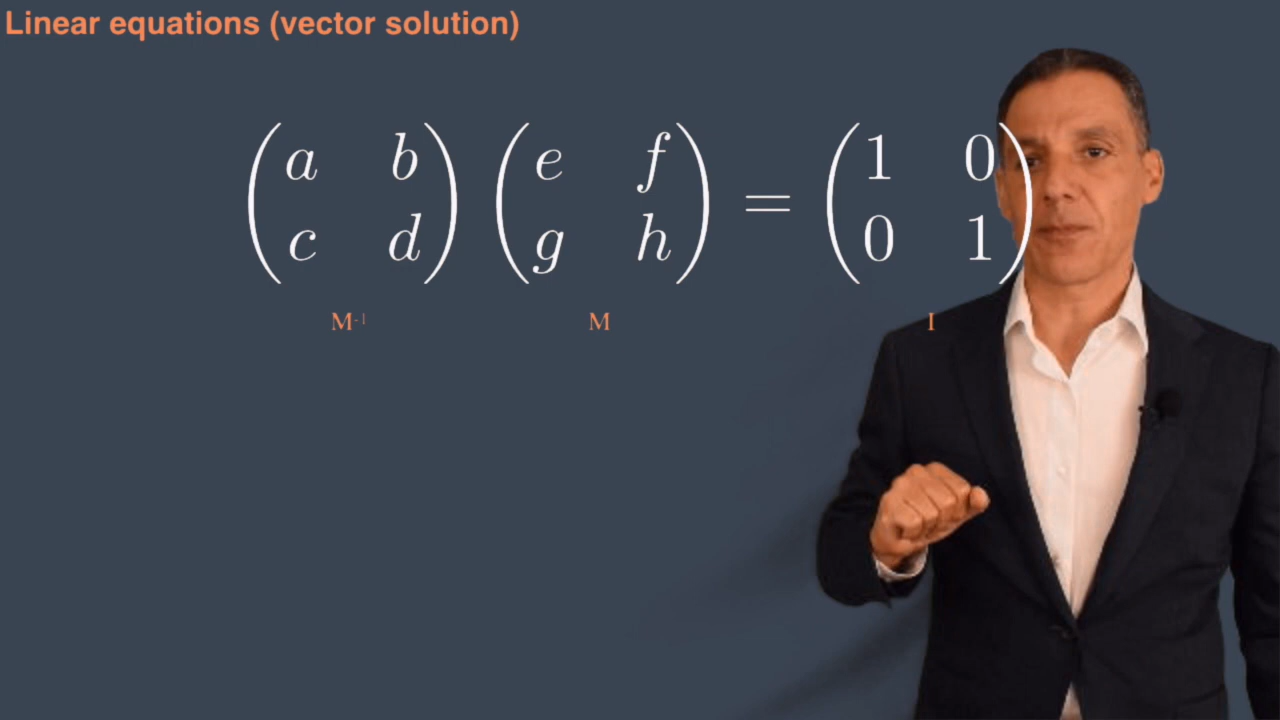 Linear equations (vector solution)
a b e f 1 0
( ) ( ) = ( )
c d g h 0 1
M-1 M I